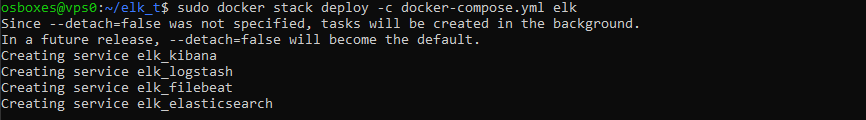 osboxes@vps0:~/elk_t$ sudo docker stack deploy -c docker-compose.yml elk
Since --detach=false was not specified, tasks will be created in the background.
In a future release, --detach=false will become the default.
Creating service elk_kibana
Creating service elk_logstash
Creating service elk_filebeat
Creating service elk_elasticsearch